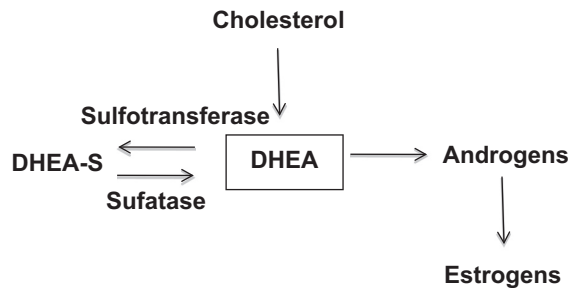 Cholesterol
Sulfotransferase
DHEA-S
DHEA
Androgens
Sufatase
Estrogens